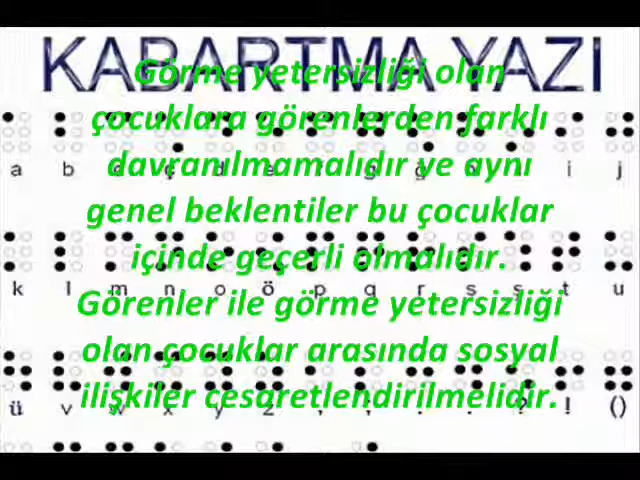 KABARTMA YAZI
Görme yetersizliği olan
çocuklara görenlerden farklı
davranılmamalıdır ve aynı
genel beklentiler bu çocuklar
içinde geçerli olmalıdır.
Görenler ile görme yetersizliği
olan çocuklar arasında sosyal
ilişkiler cesaretlendirilmelidir.
a b i j
k l m n o ö p q r s ş t u
ü v w x y z ? ! ()